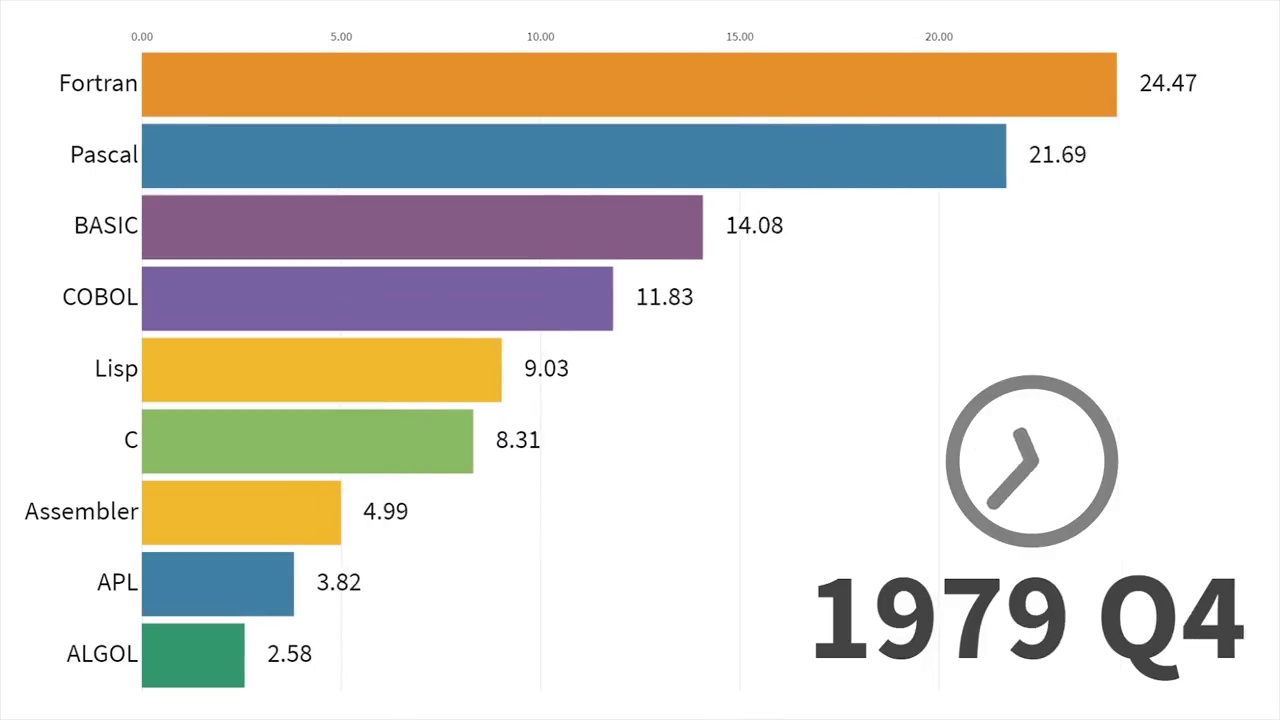 0.00 5.00 10.00 15.00 20.00
Fortran 24.47
Pascal 21.69
BASIC 14.08
COBOL 11.83
Lisp 9.03
C 8.31
Assembler 4.99
APL 3.82
ALGOL 2.58
1979 Q4